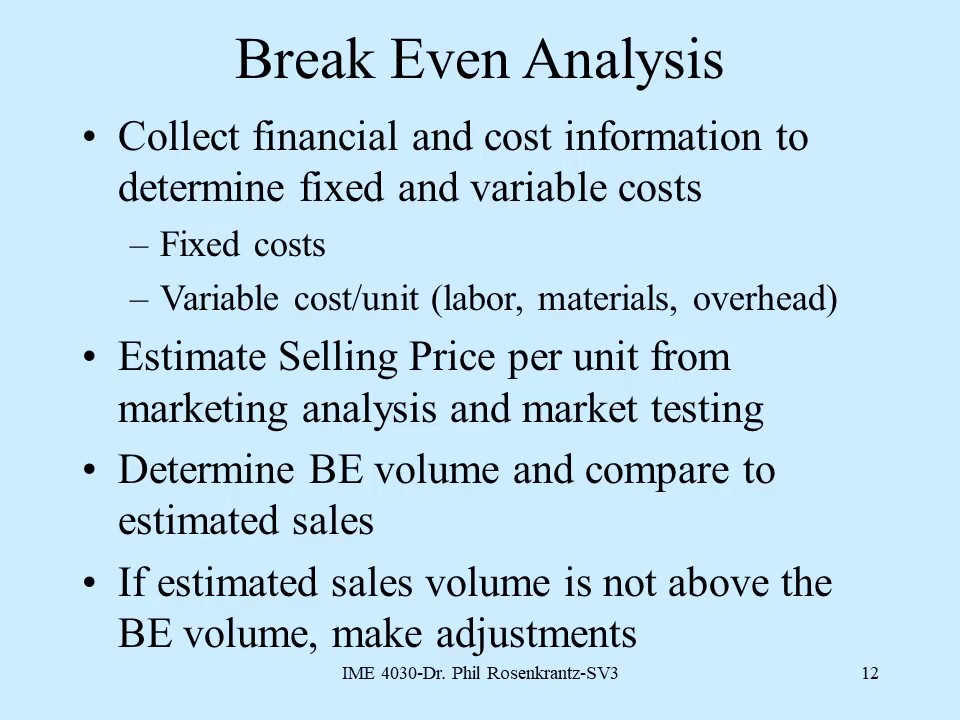 Break Even Analysis
• Collect financial and cost information to
determine fixed and variable costs
– Fixed costs
– Variable cost/unit (labor, materials, overhead)
• Estimate Selling Price per unit from
marketing analysis and market testing
• Determine BE volume and compare to
estimated sales
• If estimated sales volume is not above the
BE volume, make adjustments
IME 4030-Dr. Phil Rosenkrantz-SV3
12